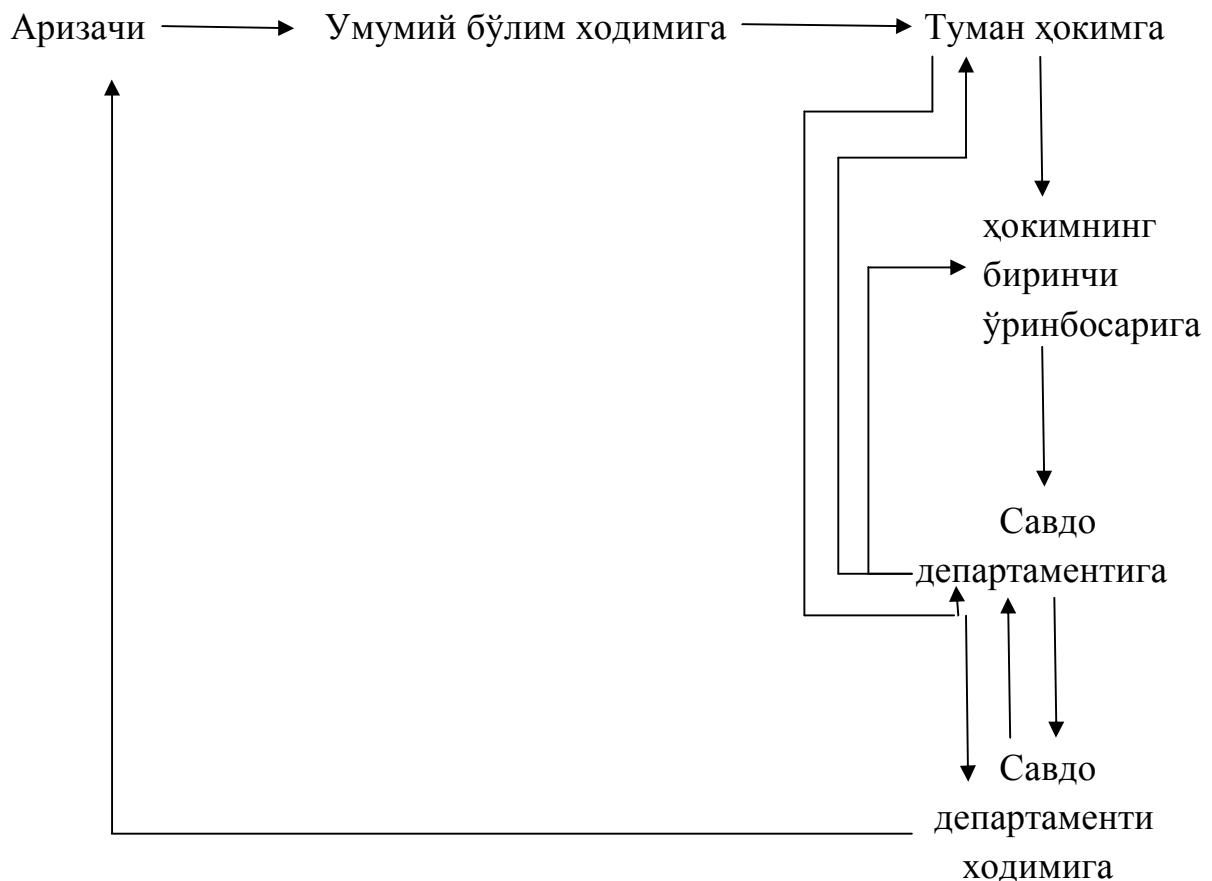 Аризачи Умумий бўлим ходимига Туман ҳокимга
ҳокимнинг
биринчи
ўринбосарига
Савдо
департаментига
Савдо
департаменти
ходимига